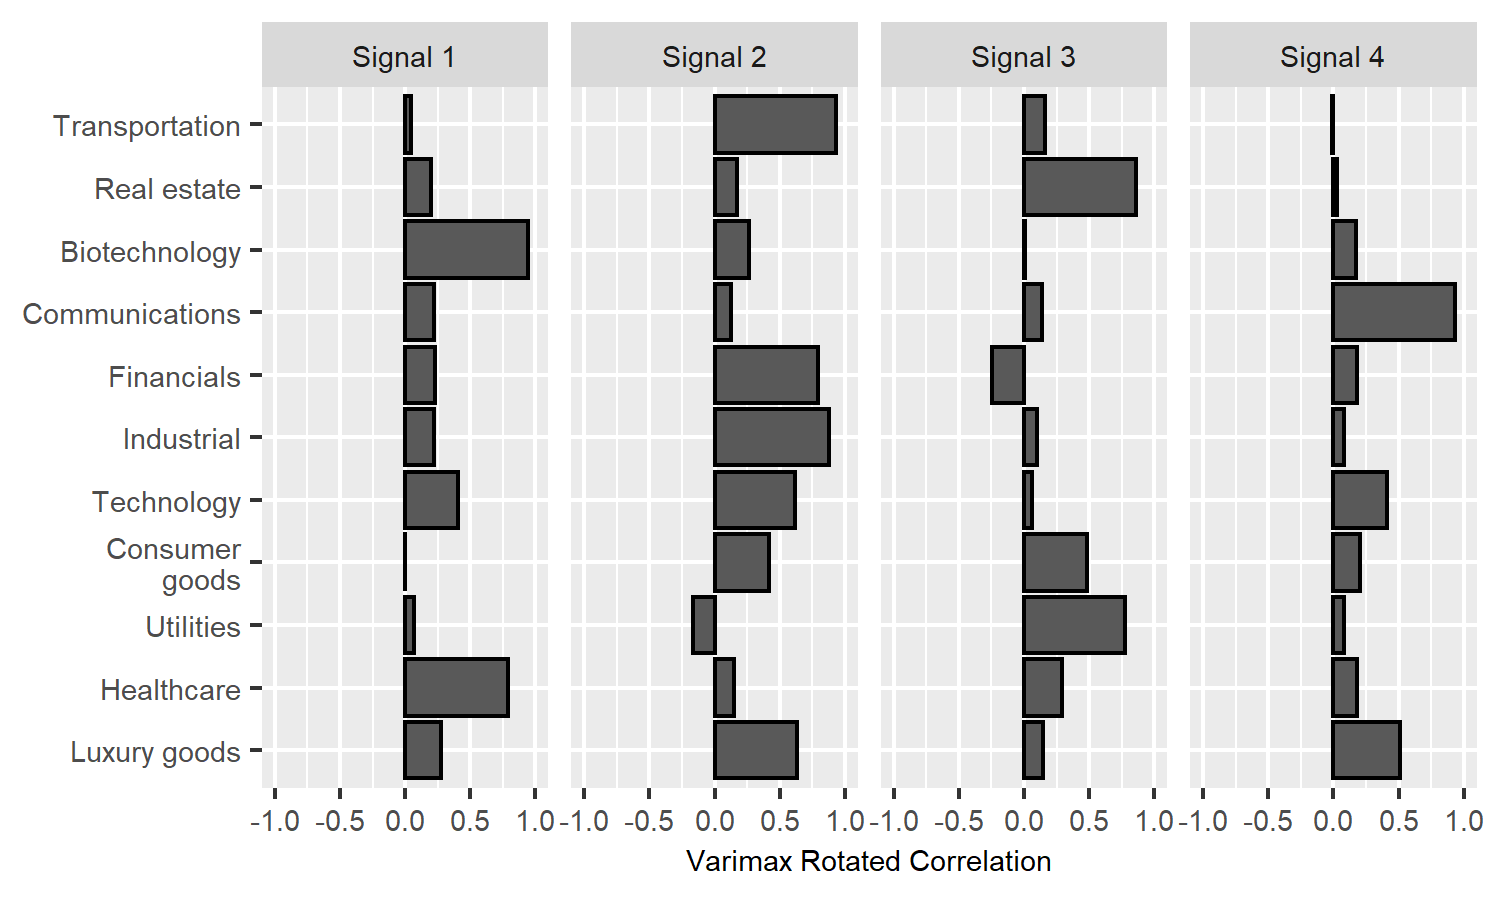 Signal 1 Signal 2 Signal 3 Signal 4
Transportation
Real estate
Biotechnology
Communications
Financials
Industrial
Technology
Consumer
goods
Utilities
Healthcare
Luxury goods
-1.0 -0.5 0.0 0.5 1.0 -1.0 -0.5 0.0 0.5 1.0 -1.0 -0.5 0.0 0.5 1.0 -1.0 -0.5 0.0 0.5 1.0
Varimax Rotated Correlation